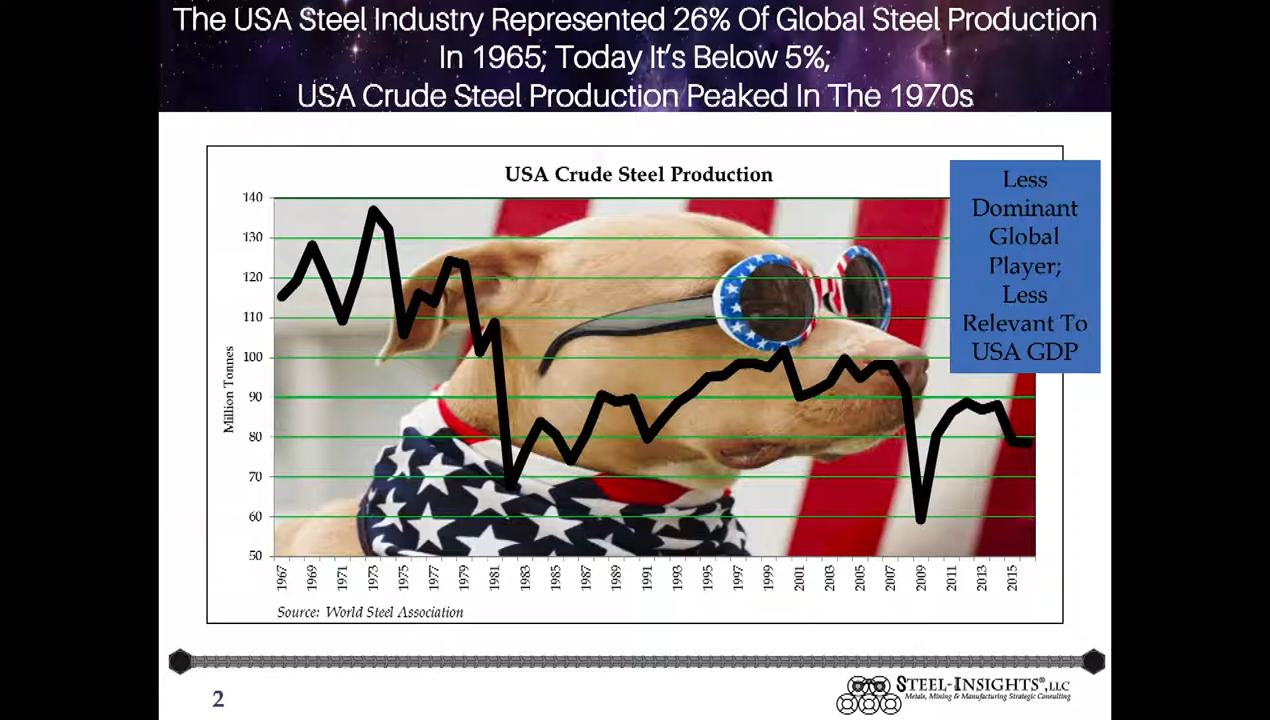 The USA Steel Industry Represented 26% Of Global Steel Production
In 1965; Today It's Below 5%;
USA Crude Steel Production Peaked In The 1970s
USA Crude Steel Production
Less
Dominant
Global
Player;
Less
Relevant To
USA GDP
Million Tonnes
140
130
120
110
100
90
80
70
60
50
1967
1969
1971
1973
1975
1977
1979
1981
1983
1985
1987
1989
1991
1993
1995
1997
1999
2001
2003
2005
2007
2009
2011
2013
2015
Source: World Steel Association
2
STEEL-INSIGHTS®, LLC
Metals, Mining & Manufacturing Strategic Consulting